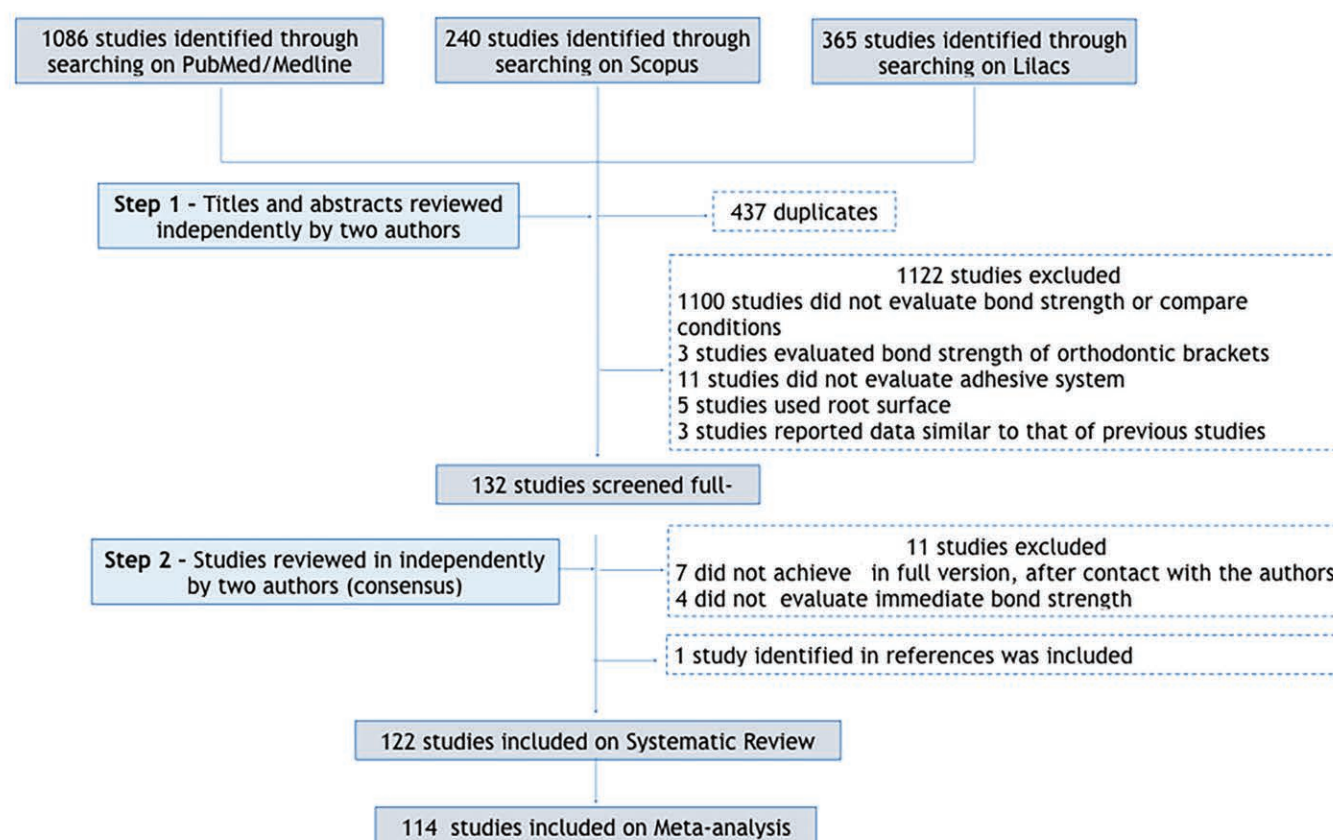 1086 studies identified through
searching on PubMed/Medline
240 studies identified through
searching on Scopus
365 studies identified through
searching on Lilacs
Step 1 - Titles and abstracts reviewed
independently by two authors
437 duplicates
1122 studies excluded
1100 studies did not evaluate bond strength or compare
conditions
3 studies evaluated bond strength of orthodontic brackets
11 studies did not evaluate adhesive system
5 studies used root surface
3 studies reported data similar to that of previous studies
132 studies screened full-
Step 2 - Studies reviewed in independently
by two authors (consensus)
11 studies excluded
7 did not achieve in full version, after contact with the authors
4 did not evaluate immediate bond strength
1 study identified in references was included
122 studies included on Systematic Review
114 studies included on Meta-analysis